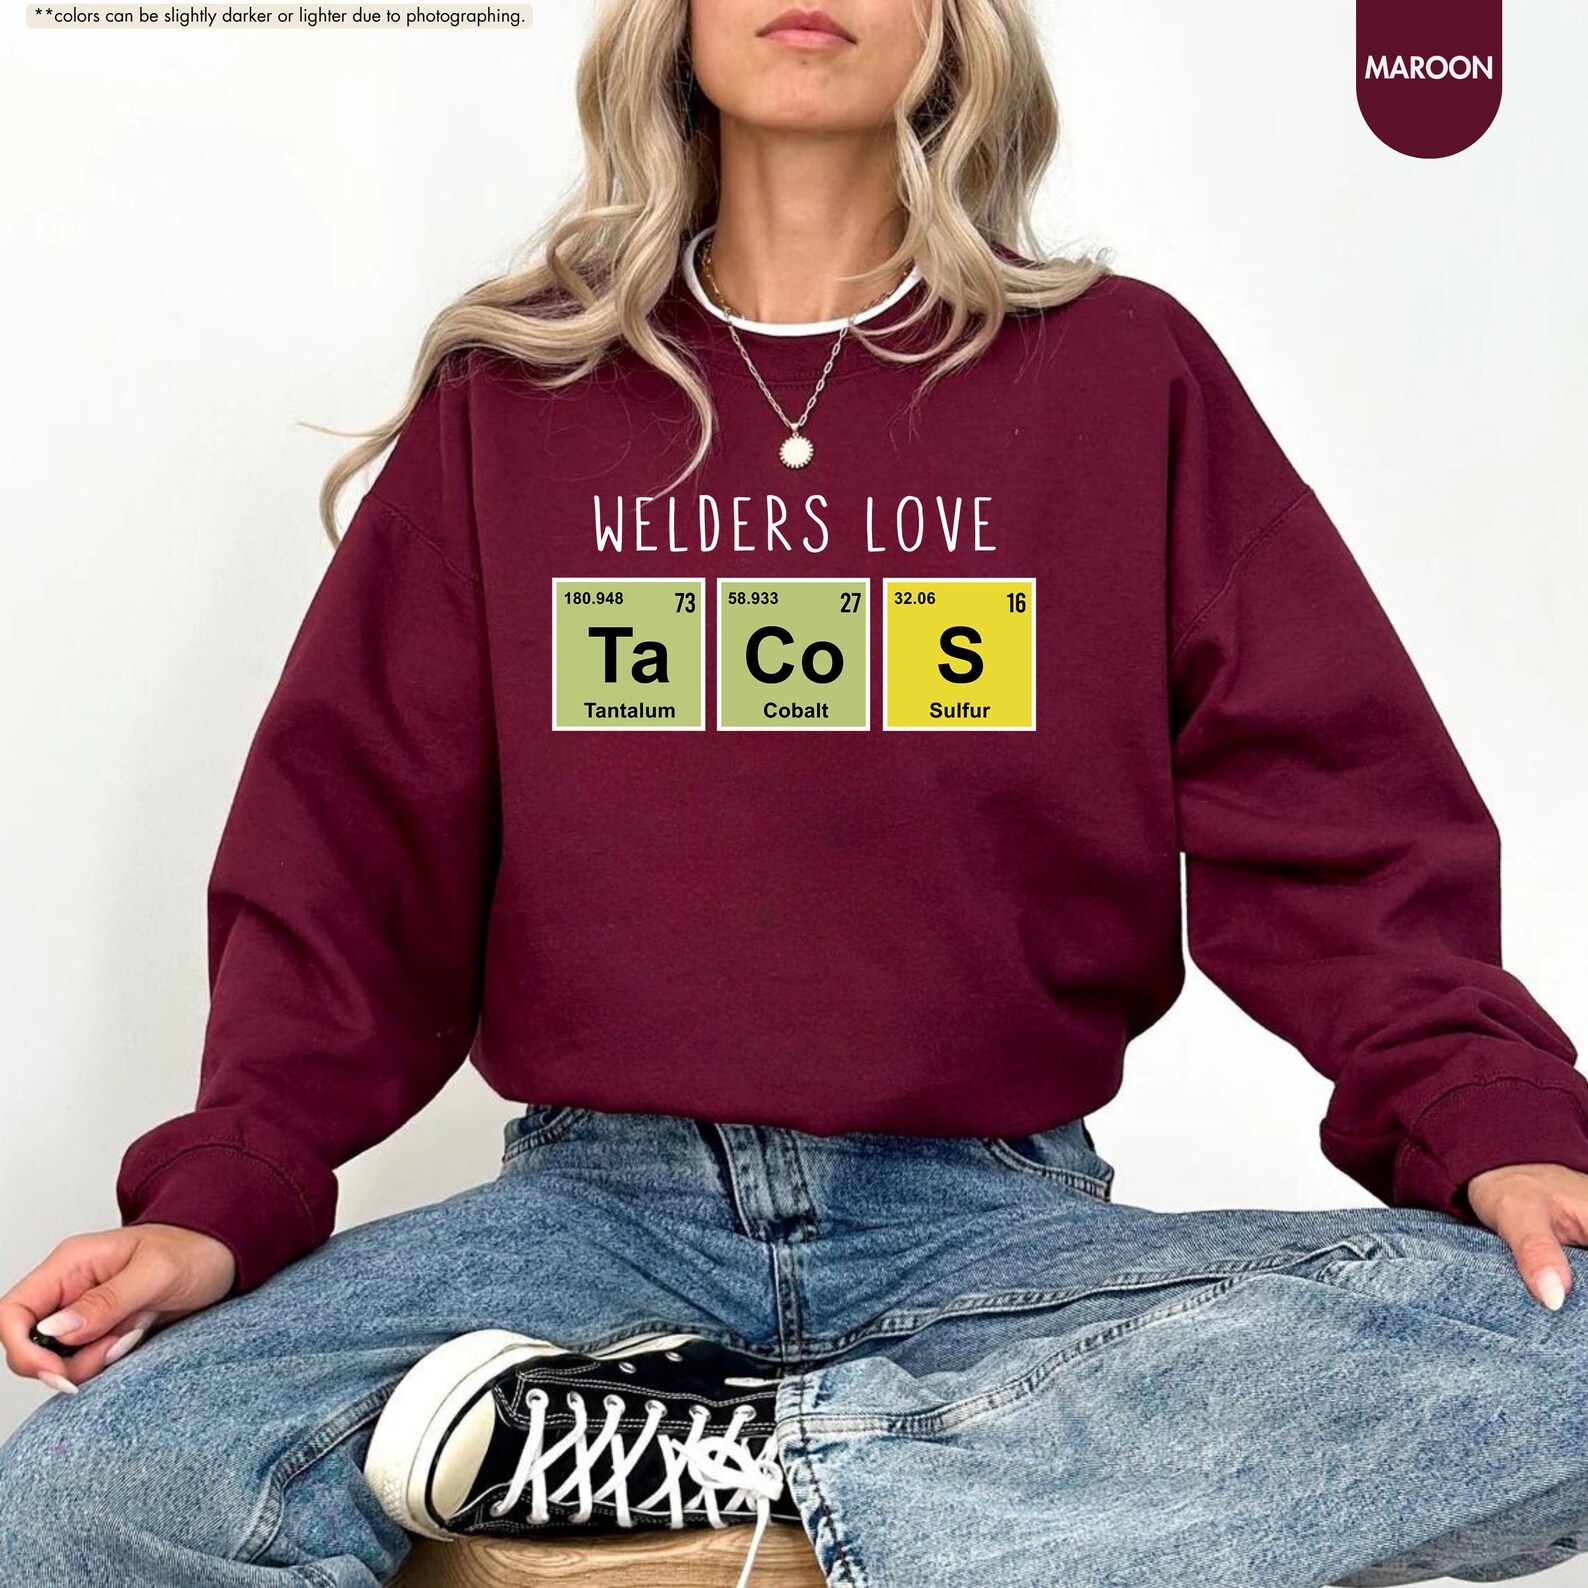 **colors can be slightly darker or lighter due to photographing.
MAROON
WELDERS LOVE
180.948 73
Ta
Tantalum
58.933 27
Co
Cobalt
32.06 16
S
Sulfur